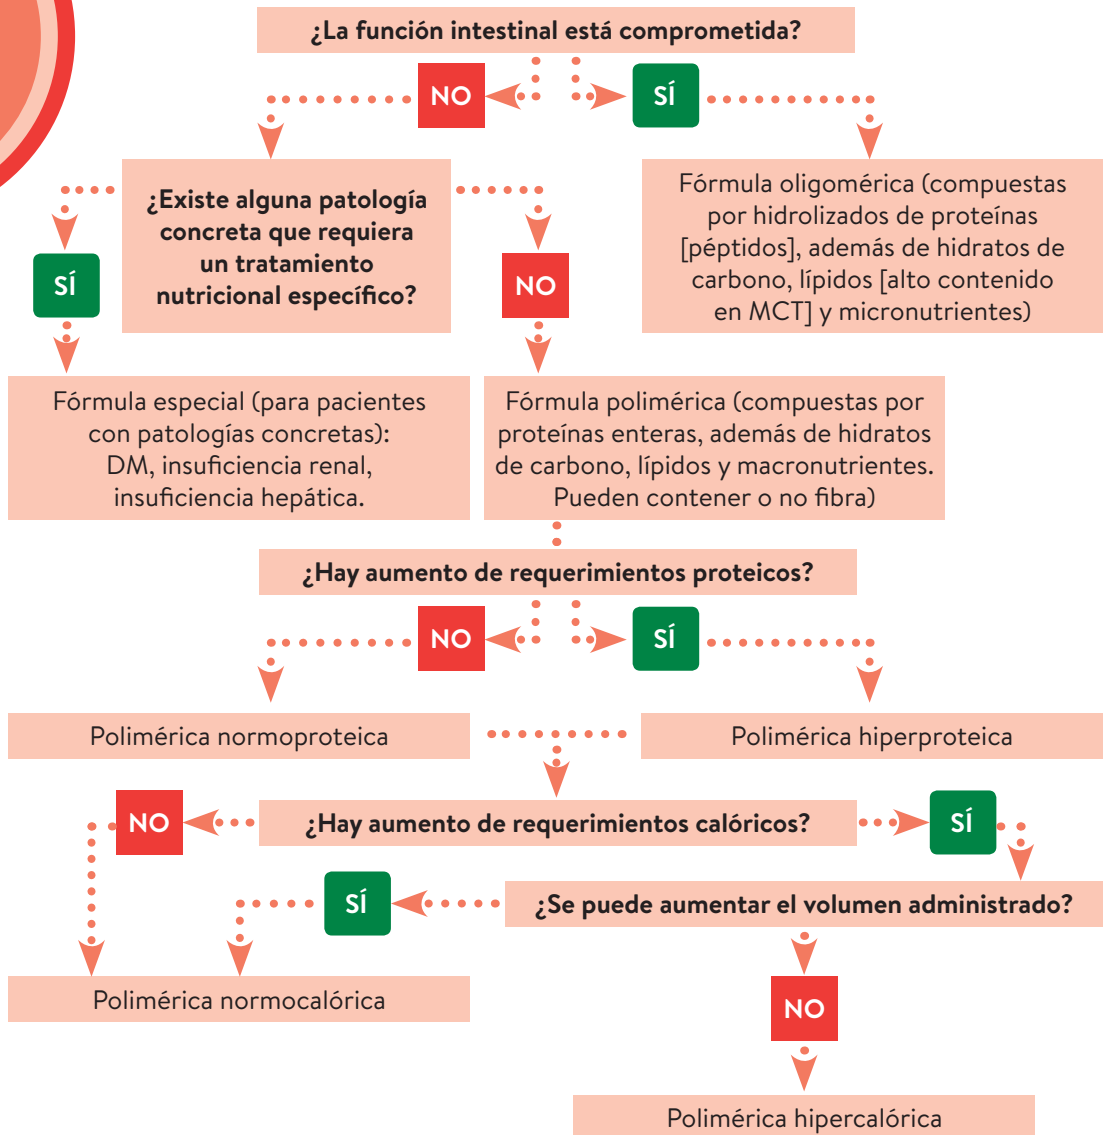 ¿La función intestinal está comprometida?
NO
SÍ
¿Existe alguna patología
concreta que requiera
un tratamiento
nutricional específico?
Fórmula oligomérica (compuestas
por hidrolizados de proteínas
[péptidos], además de hidratos de
carbono, lípidos [alto contenido
en MCT] y micronutrientes)
SÍ
NO
Fórmula especial (para pacientes
con patologías concretas):
DM, insuficiencia renal,
insuficiencia hepática.
Fórmula polimérica (compuestas por
proteínas enteras, además de hidratos
de carbono, lípidos y macronutrientes.
Pueden contener o no fibra)
¿Hay aumento de requerimientos proteicos?
NO
SÍ
Polimérica normoproteica
Polimérica hiperproteica
NO
¿Hay aumento de requerimientos calóricos?
SÍ
SÍ
¿Se puede aumentar el volumen administrado?
Polimérica normocalórica
NO
Polimérica hipercalórica